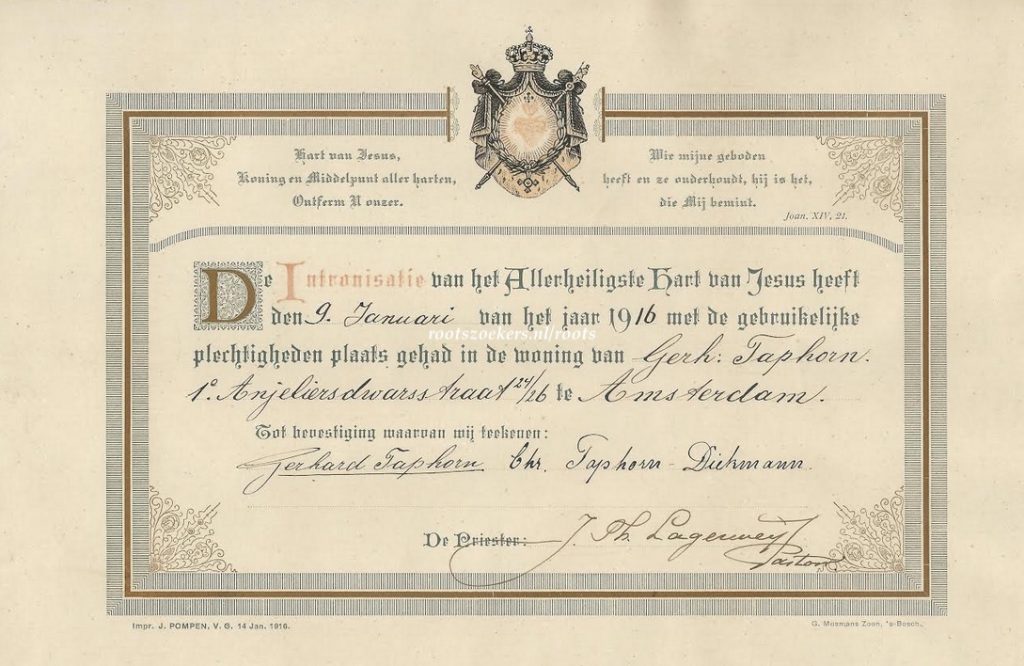 Hart van Jesus,
Koning en Middelpunt aller harten,
Ontferm U onzer.
Wie mijne geboden
heeft en ze onderhoudt, hij is het,
die Mij bemint.
Joan. XIV, 21.
De Intronisatie van het Allerheiligste Hart van Jesus heeft
den 9. Januari van het jaar 1916 met de gebruikelijke
rootszoekers.nl/roots
plechtigheden plaats gehad in de woning van Gerh: Taphorn.
1e Anjeliersdwarsstraat 24/26 te Amsterdam.
Tot bevestiging waarvan wij teekenen:
Gerhard Taphorn. Chr. Taphorn-Diekmann.
De Priester: J. Ph. Lagerweij
Pastoor
Impr. J. POMPEN, V. G. 14 Jan. 1916.
G. Mosmans Zoon, 's-Bosch.